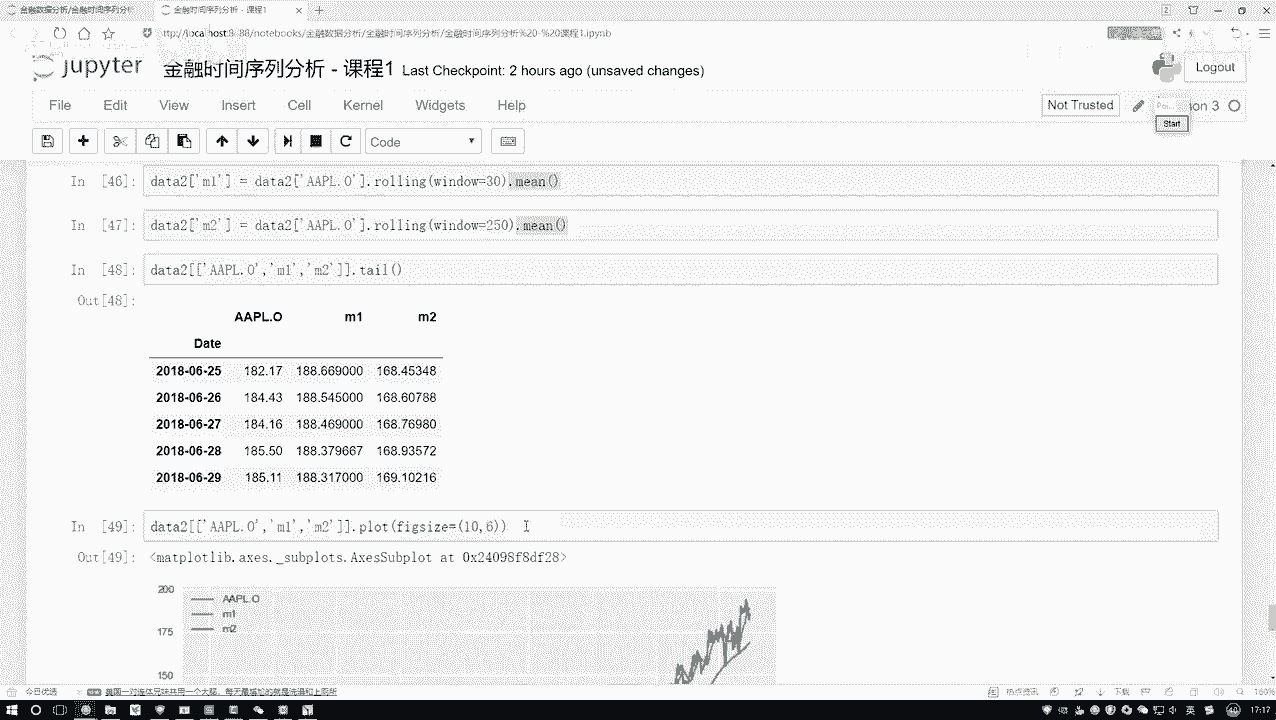 金融数据分析/金融时间序列分析
金融时间序列分析 - 课程1
localhost:8888/notebooks/金融数据分析/金融时间序列分析/金融时间序列分析%20-%20课程1.ipynb
jupyter 金融时间序列分析 - 课程1 Last Checkpoint: 2 hours ago (unsaved changes)
Logout
File Edit View Insert Cell Kernel Widgets Help
Not Trusted
3
Start
Code
In [46]: data2['m1'] = data2['AAPL.O'].rolling(window=30).mean()
In [47]: data2['m2'] = data2['AAPL.O'].rolling(window=250).mean()
In [48]: data2[['AAPL.O','m1','m2']].tail()
Out[48]:
AAPL.O m1 m2
Date
2018-06-25 182.17 188.669000 168.45348
2018-06-26 184.43 188.545000 168.60788
2018-06-27 184.16 188.469000 168.76980
2018-06-28 185.50 188.379667 168.93572
2018-06-29 185.11 188.317000 169.10216
In [49]: data2[['AAPL.O','m1','m2']].plot(figsize=(10,6))
Out[49]: <matplotlib.axes._subplots.AxesSubplot at 0x24098f8df28>
200
AAPL.O
m1
m2
175
150
今日优选
热点资讯
下载
160%
英
17:17